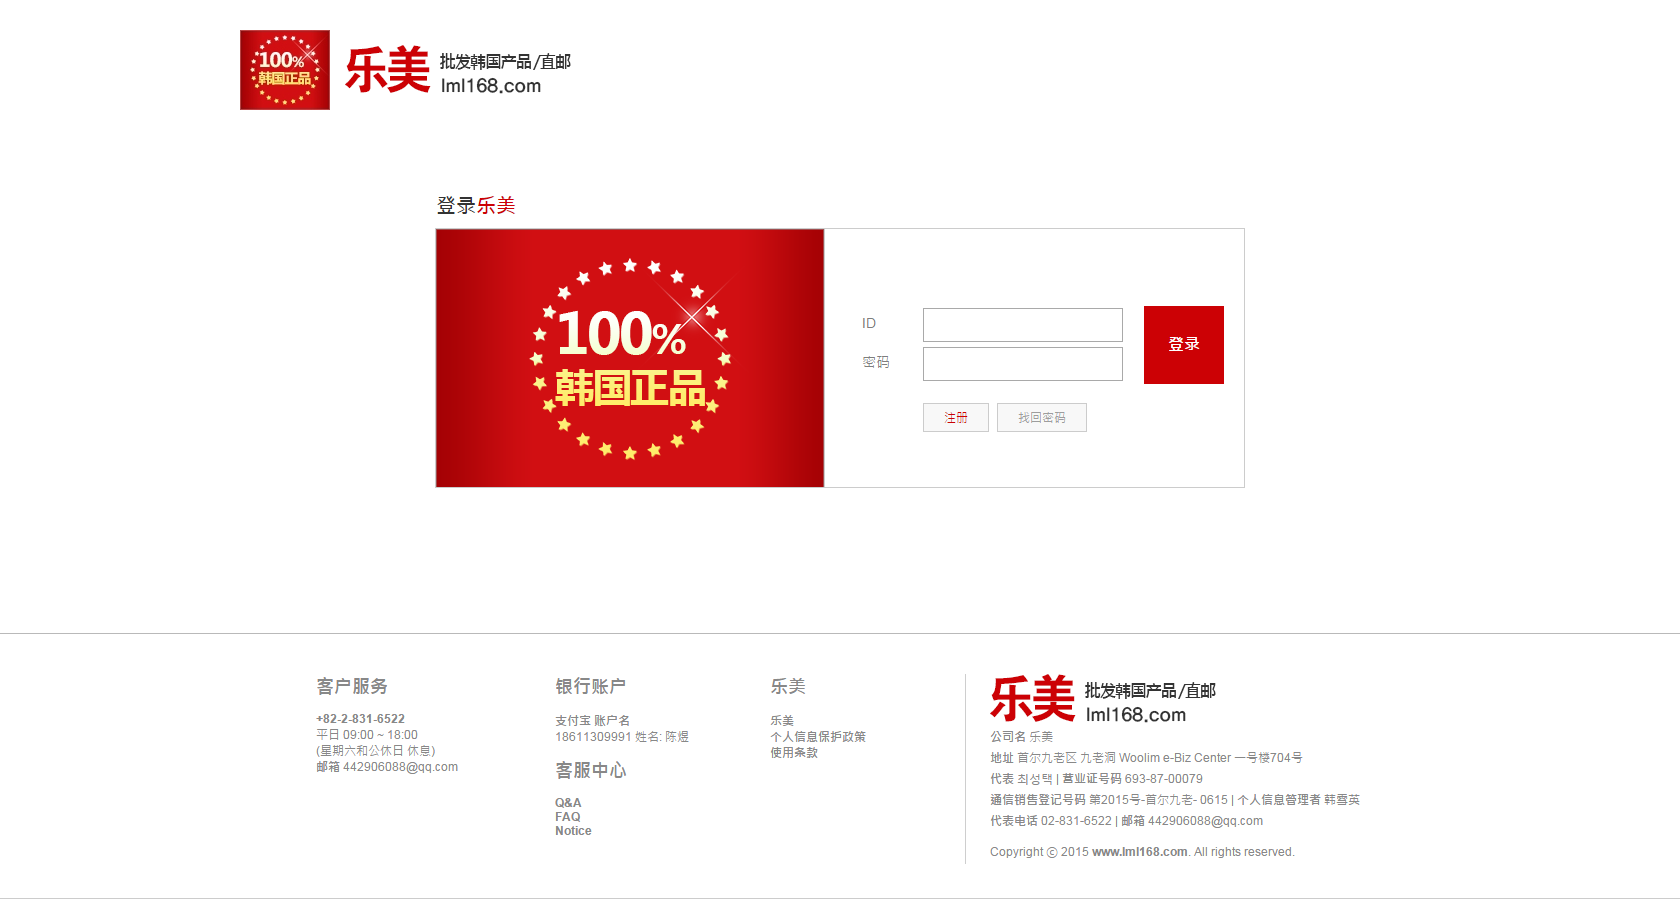 100%
韩国正品
乐美
批发韩国产品/直邮
lml168.com
登录乐美
100%
韩国正品
ID
密码
登录
注册
找回密码
客户服务
+82-2-831-6522
平日 09:00 ~ 18:00
(星期六和公休日 休息)
邮箱 442906088@qq.com
银行账户
支付宝 账户名
18611309991 姓名: 陈煜
客服中心
Q&A
FAQ
Notice
乐美
乐美
个人信息保护政策
使用条款
乐美
批发韩国产品/直邮
lml168.com
公司名 乐美
地址 首尔九老区 九老洞 Woolim e-Biz Center 一号楼704号
代表 최성택 | 营业证号码 693-87-00079
通信销售登记号码 第2015号-首尔九老- 0615 | 个人信息管理者 韩雪英
代表电话 02-831-6522 | 邮箱 442906088@qq.com
Copyright ⓒ 2015 www.lml168.com. All rights reserved.